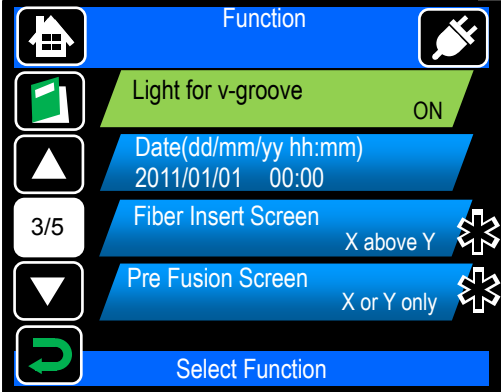 Function
Light for v-groove
ON
Date(dd/mm/yy hh:mm)
2011/01/01 00:00
3/5
Fiber Insert Screen
X above Y
Pre Fusion Screen
X or Y only
Select Function